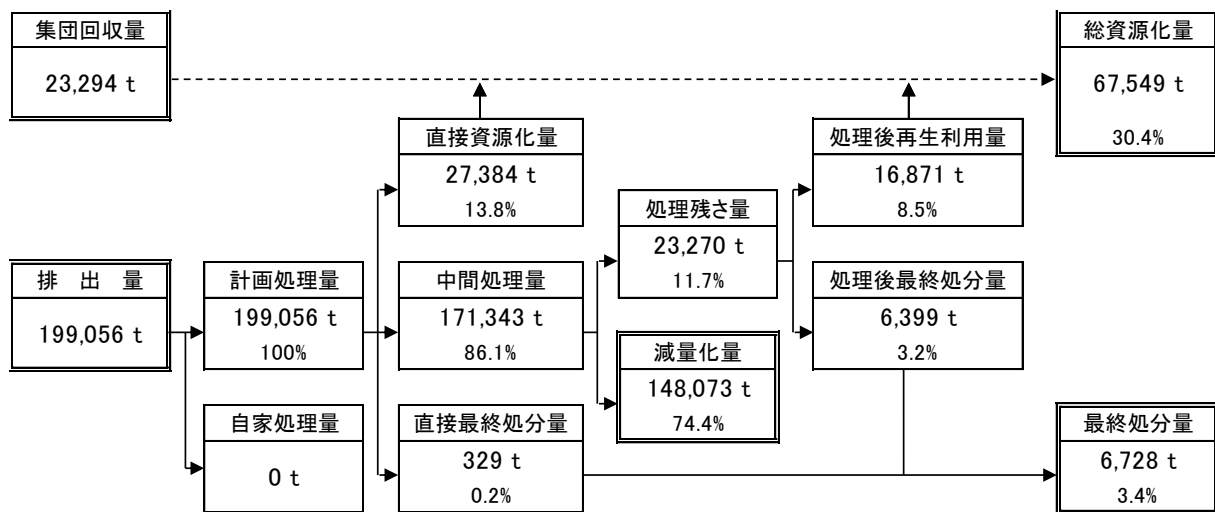 集団回収量
23,294 t
総資源化量
67,549 t
30.4%
直接資源化量
27,384 t
13.8%
処理後再生利用量
16,871 t
8.5%
処理残さ量
23,270 t
11.7%
排　出　量
199,056 t
計画処理量
199,056 t
100%
中間処理量
171,343 t
86.1%
処理後最終処分量
6,399 t
3.2%
減量化量
148,073 t
74.4%
自家処理量
0 t
直接最終処分量
329 t
0.2%
最終処分量
6,728 t
3.4%